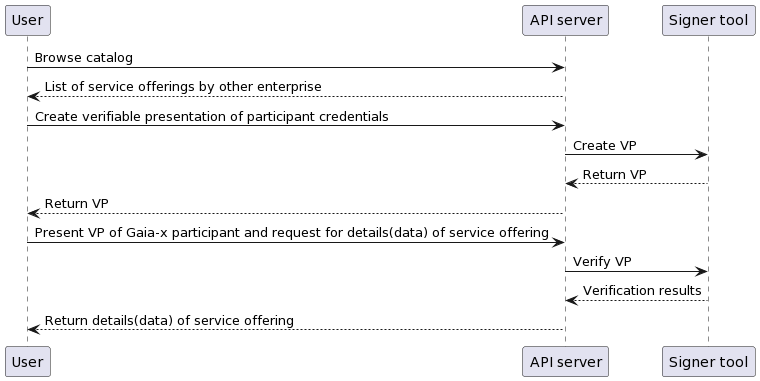 User
API server
Signer tool
Browse catalog
List of service offerings by other enterprise
Create verifiable presentation of participant credentials
Create VP
Return VP
Return VP
Present VP of Gaia-x participant and request for details(data) of service offering
Verify VP
Verification results
Return details(data) of service offering
User
API server
Signer tool